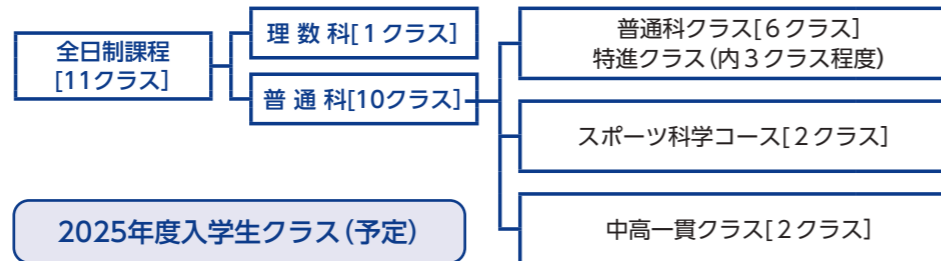 全日制課程
[11クラス]
理数科[1クラス]
普通科[10クラス]
普通科クラス[6クラス]
特進クラス(内3クラス程度)
スポーツ科学コース[2クラス]
中高一貫クラス[2クラス]
2025年度入学生クラス(予定)